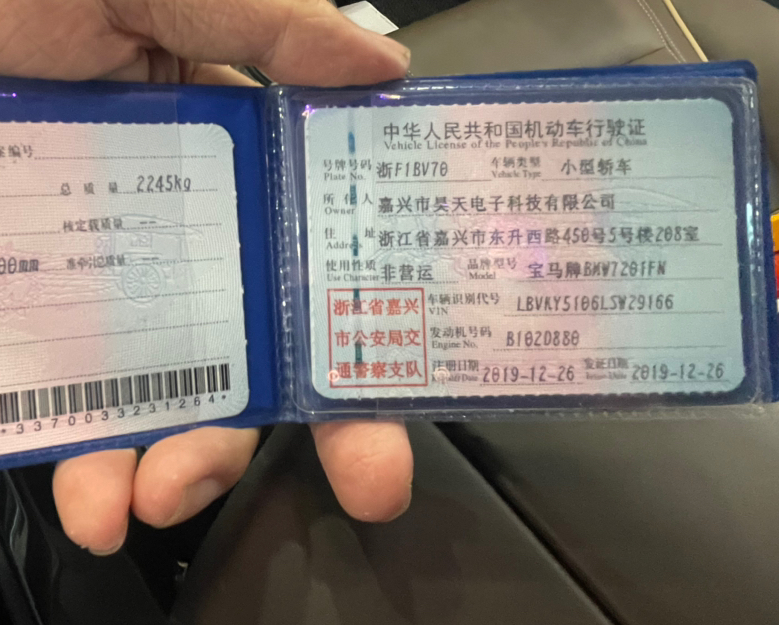 编号
总 质 量 2245kg
核定载质量 --
00mm
总质量 --
*3370033231264*
中华人民共和国机动车行驶证
Vehicle License of the People's Republic of China
号牌号码 浙F1BV70 车辆类型 小型轿车
Plate No. Vehicle Type
所 有 人 嘉兴市昊天电子科技有限公司
Owner
住 址 浙江省嘉兴市东升西路450号5号楼208室
Address
使用性质 非营运 品牌型号 宝马牌BMW7201FN
Use Character Model
浙江省嘉兴
市公安局交
通警察支队
车辆识别代号 LBVKY5106LSW29166
VIN
发动机号码 B102D880
Engine No.
注册日期 2019-12-26 发证日期 2019-12-26